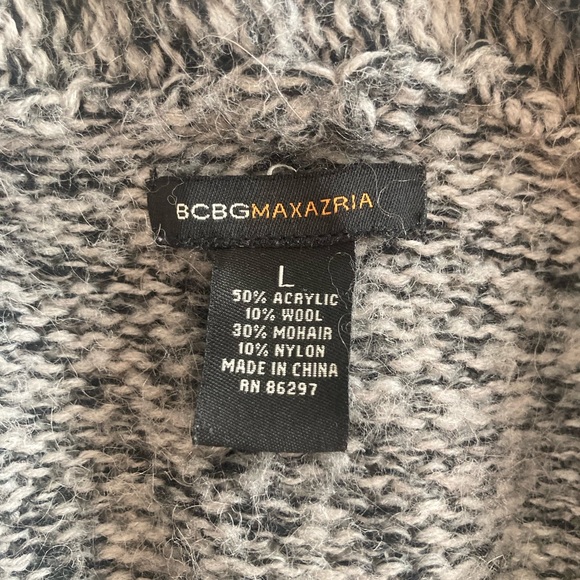 BCBGMAXAZRIA
L
50% ACRYLIC
10% WOOL
30% MOHAIR
10% NYLON
MADE IN CHINA
RN 86297